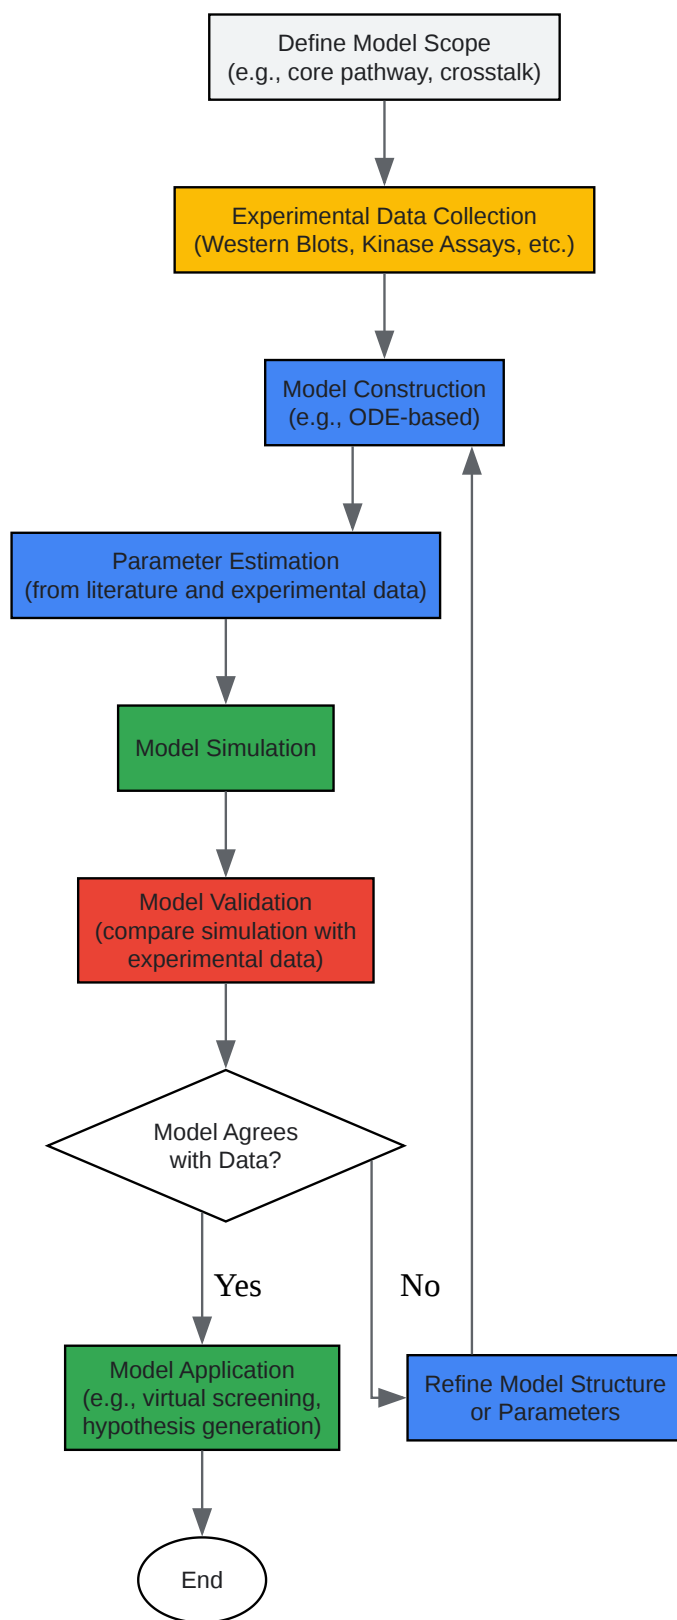 Define Model Scope
(e.g., core pathway, crosstalk)
Experimental Data Collection
(Western Blots, Kinase Assays, etc.)
Model Construction
(e.g., ODE-based)
Parameter Estimation
(from literature and experimental data)
Model Simulation
Model Validation
(compare simulation with
experimental data)
Model Agrees
with Data?
Yes
No
Model Application
(e.g., virtual screening,
hypothesis generation)
Refine Model Structure
or Parameters
End